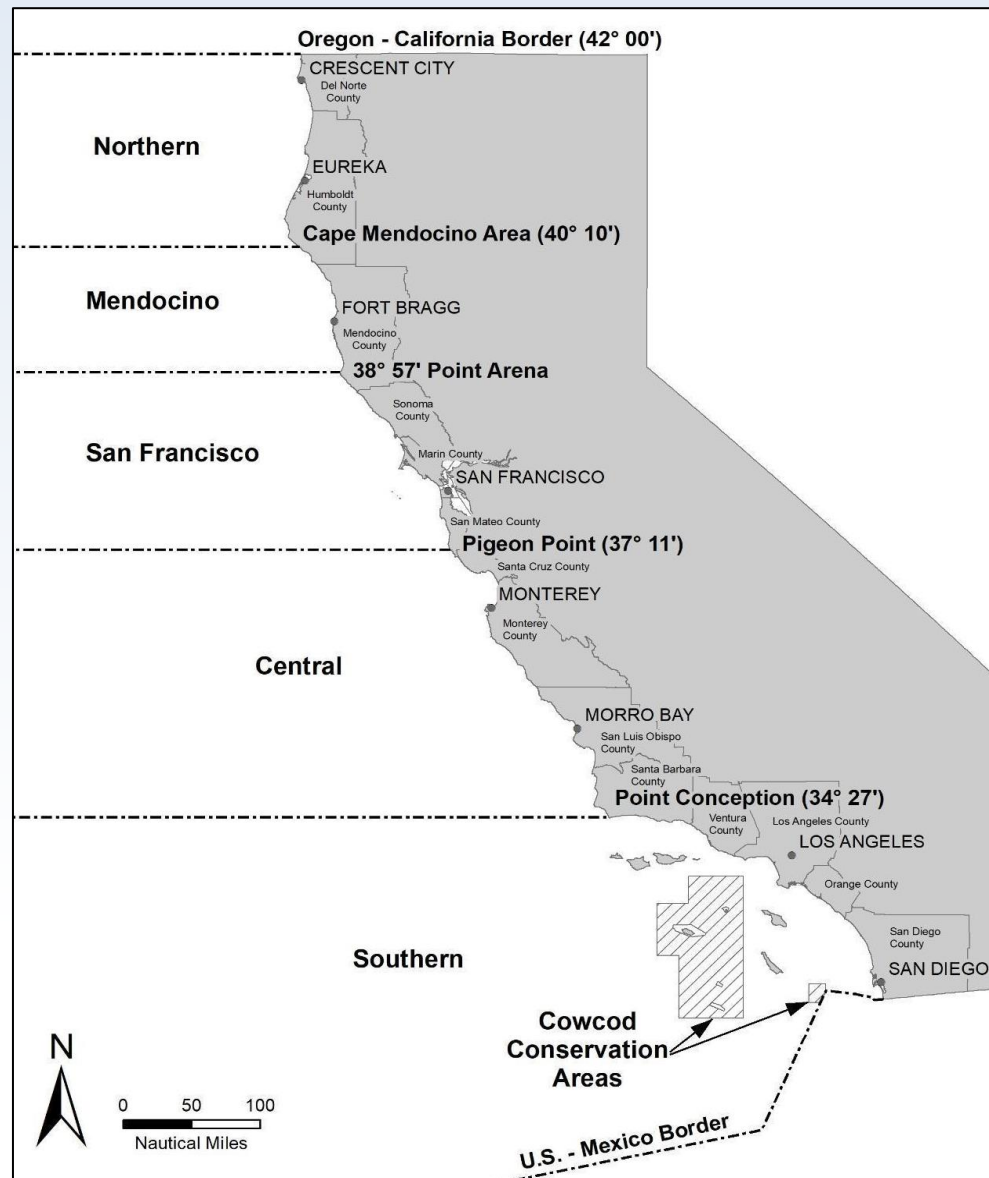 Oregon - California Border (42° 00')
CRESCENT CITY
Del Norte
County
Northern
EUREKA
Humboldt
County
Cape Mendocino Area (40° 10')
Mendocino
FORT BRAGG
Mendocino
County
38° 57' Point Arena
Sonoma
County
San Francisco
Marin County
SAN FRANCISCO
San Mateo County
Pigeon Point (37° 11')
Santa Cruz County
MONTEREY
Monterey
County
Central
MORRO BAY
San Luis Obispo
County
Santa Barbara
County
Point Conception (34° 27')
Ventura
County
Los Angeles County
LOS ANGELES
Orange County
San Diego
County
Southern
SAN DIEGO
Cowcod
Conservation
Areas
N
0 50 100
Nautical Miles
U.S. - Mexico Border